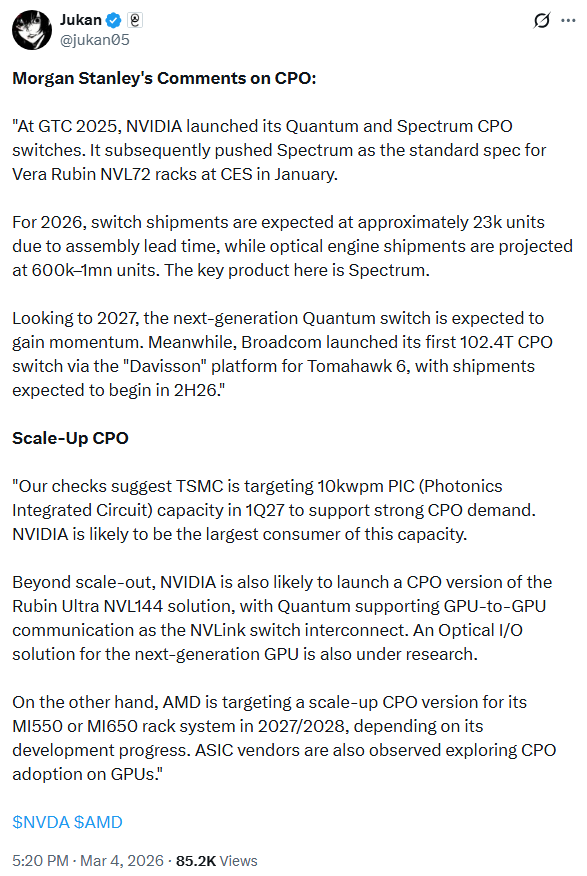 Jukan
@jukan05
Morgan Stanley's Comments on CPO:
"At GTC 2025, NVIDIA launched its Quantum and Spectrum CPO
switches. It subsequently pushed Spectrum as the standard spec for
Vera Rubin NVL72 racks at CES in January.
For 2026, switch shipments are expected at approximately 23k units
due to assembly lead time, while optical engine shipments are projected
at 600k–1mn units. The key product here is Spectrum.
Looking to 2027, the next-generation Quantum switch is expected to
gain momentum. Meanwhile, Broadcom launched its first 102.4T CPO
switch via the "Davisson" platform for Tomahawk 6, with shipments
expected to begin in 2H26."
Scale-Up CPO
"Our checks suggest TSMC is targeting 10kwpm PIC (Photonics
Integrated Circuit) capacity in 1Q27 to support strong CPO demand.
NVIDIA is likely to be the largest consumer of this capacity.
Beyond scale-out, NVIDIA is also likely to launch a CPO version of the
Rubin Ultra NVL144 solution, with Quantum supporting GPU-to-GPU
communication as the NVLink switch interconnect. An Optical I/O
solution for the next-generation GPU is also under research.
On the other hand, AMD is targeting a scale-up CPO version for its
MI550 or MI650 rack system in 2027/2028, depending on its
development progress. ASIC vendors are also observed exploring CPO
adoption on GPUs."
$NVDA $AMD
5:20 PM · Mar 4, 2026 · 85.2K Views